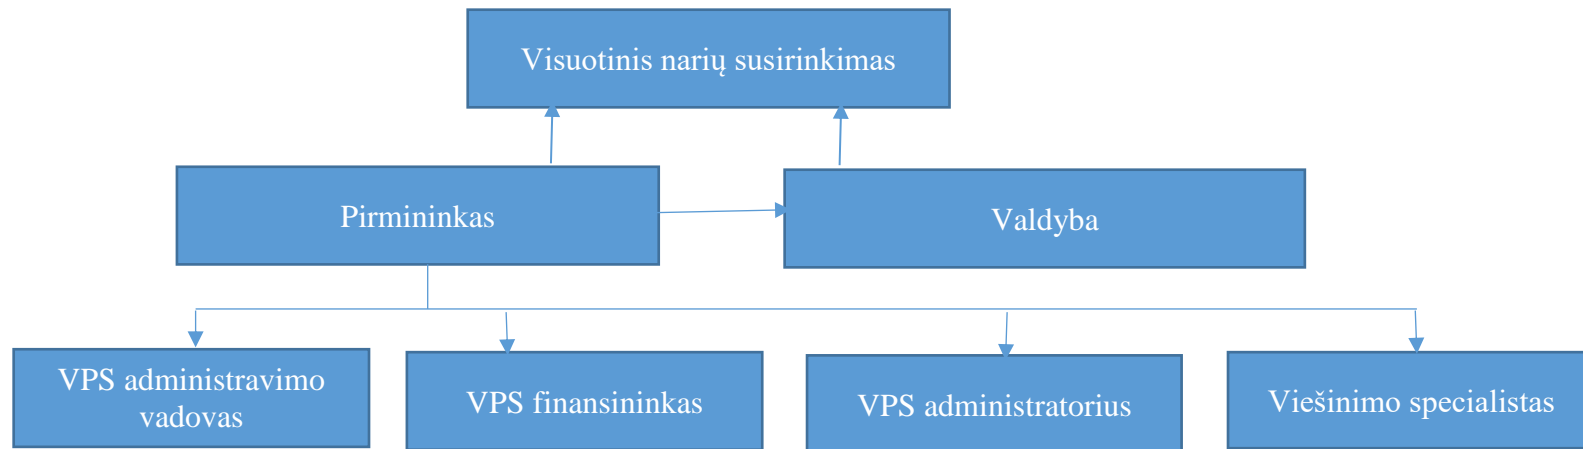 Visuotinis narių susirinkimas
Pirmininkas
Valdyba
VPS administravimo
vadovas
VPS finansininkas
VPS administratorius
Viešinimo specialistas